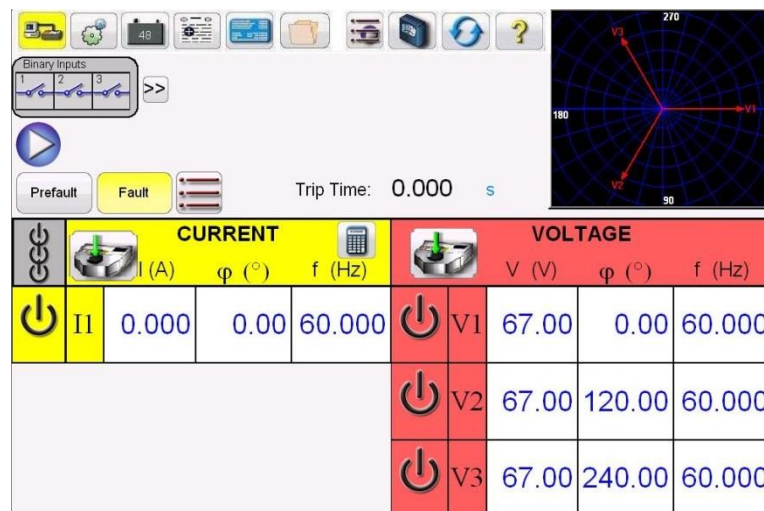 48
?
270
V3
180
V1
V2
90
Binary Inputs
1 2 3
>>
Prefault Fault Trip Time: 0.000 s
CURRENT VOLTAGE
I (A) φ (°) f (Hz) V (V) φ (°) f (Hz)
I1 0.000 0.00 60.000 V1 67.00 0.00 60.000
V2 67.00 120.00 60.000
V3 67.00 240.00 60.000